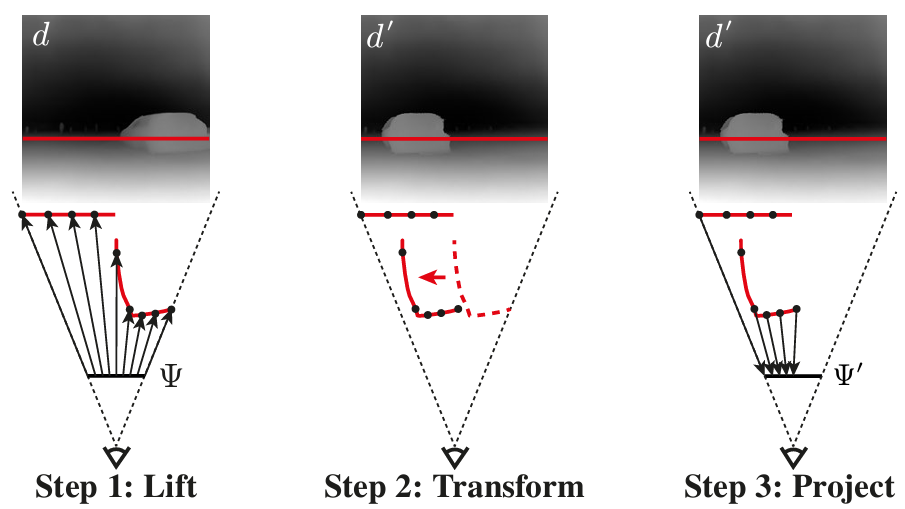 d
d′
d′
Ψ
Ψ′
Step 1: Lift
Step 2: Transform
Step 3: Project